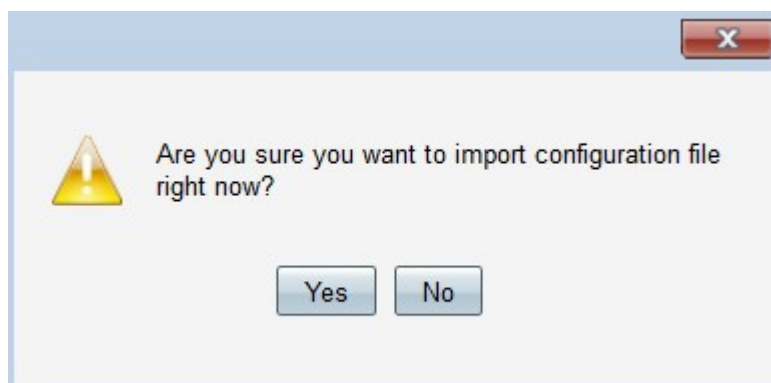 Are you sure you want to import configuration file
right now?
Yes No